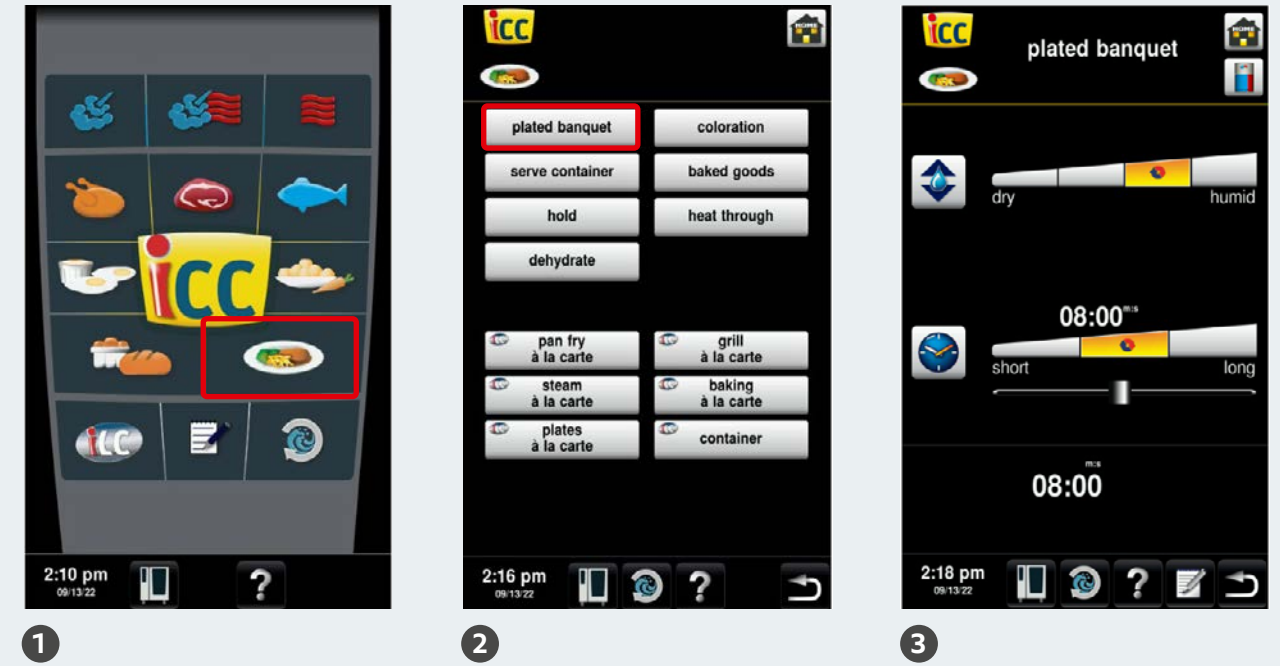 icc
iLC
2:10 pm
09/13/22
?
1
icc
HOME
plated banquet
coloration
serve container
baked goods
hold
heat through
dehydrate
pan fry
à la carte
grill
à la carte
steam
à la carte
baking
à la carte
plates
à la carte
container
2:16 pm
09/13/22
?
2
icc
plated banquet
HOME
dry
humid
08:00 m:s
short
long
m:s
08:00
2:18 pm
09/13/22
?
3